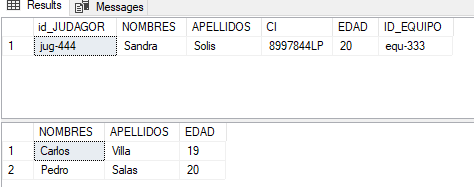 Results Messages
id_JUDAGOR NOMBRES APELLIDOS CI EDAD ID_EQUIPO
1 jug-444 Sandra Solis 8997844LP 20 equ-333
NOMBRES APELLIDOS EDAD
1 Carlos Villa 19
2 Pedro Salas 20